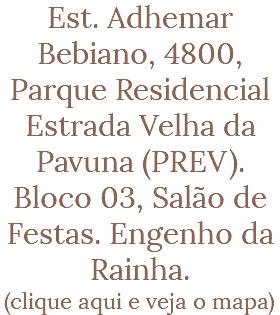 Est. Adhemar
Bebiano, 4800,
Parque Residencial
Estrada Velha da
Pavuna (PREV).
Bloco 03, Salão de
Festas. Engenho da
Rainha.
(clique aqui e veja o mapa)